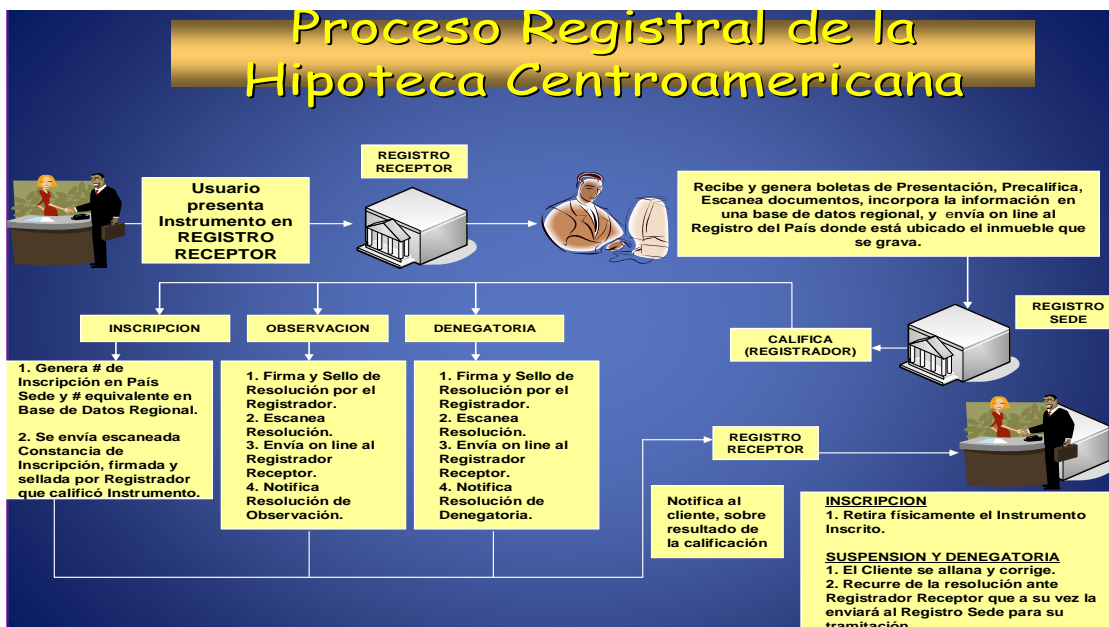 Proceso Registral de la
Hipoteca Centroamericana
REGISTRO
RECEPTOR
Usuario
presenta
Instrumento en
REGISTRO
RECEPTOR
Recibe y genera boletas de Presentación, Precalifica,
Escanea documentos, incorpora la información en
una base de datos regional, y envía on line al
Registro del País donde está ubicado el inmueble que
se grava.
REGISTRO
SEDE
CALIFICA
(REGISTRADOR)
INSCRIPCION
OBSERVACION
DENEGATORIA
1. Genera # de
Inscripción en País
Sede y # equivalente en
Base de Datos Regional.
2. Se envía escaneada
Constancia de
Inscripción, firmada y
sellada por Registrador
que calificó Instrumento.
1. Firma y Sello de
Resolución por el
Registrador.
2. Escanea
Resolución.
3. Envía on line al
Registrador
Receptor.
4. Notifica
Resolución de
Observación.
1. Firma y Sello de
Resolución por el
Registrador.
2. Escanea
Resolución.
3. Envía on line al
Registrador
Receptor.
4. Notifica
Resolución de
Denegatoria.
REGISTRO
RECEPTOR
Notifica al
cliente, sobre
resultado de
la calificación
INSCRIPCION
1. Retira físicamente el Instrumento
Inscrito.
SUSPENSION Y DENEGATORIA
1. El Cliente se allana y corrige.
2. Recurre de la resolución ante
Registrador Receptor que a su vez la
enviará al Registro Sede para su
tramitación